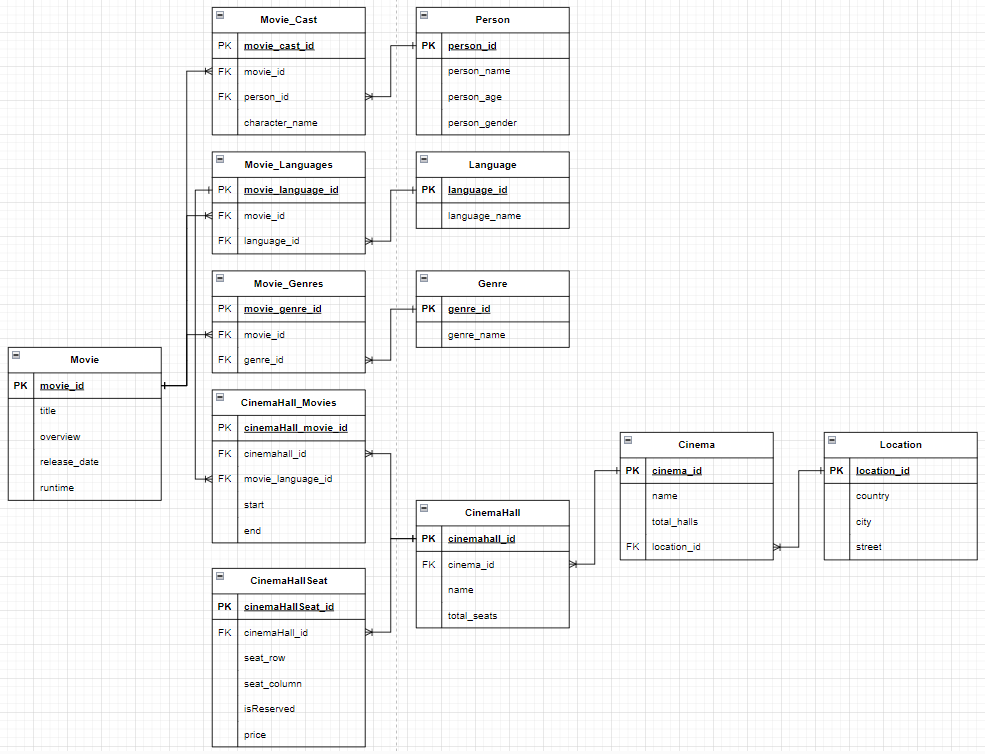 Movie_Cast
PK movie_cast_id
FK movie_id
FK person_id
character_name
Person
PK person_id
person_name
person_age
person_gender
Movie_Languages
PK movie_language_id
FK movie_id
FK language_id
Language
PK language_id
language_name
Movie_Genres
PK movie_genre_id
FK movie_id
FK genre_id
Genre
PK genre_id
genre_name
Movie
PK movie_id
title
overview
release_date
runtime
CinemaHall_Movies
PK cinemaHall_movie_id
FK cinemahall_id
FK movie_language_id
start
end
CinemaHall
PK cinemahall_id
FK cinema_id
name
total_seats
Cinema
PK cinema_id
name
total_halls
FK location_id
Location
PK location_id
country
city
street
CinemaHallSeat
PK cinemaHallSeat_id
FK cinemaHall_id
seat_row
seat_column
isReserved
price